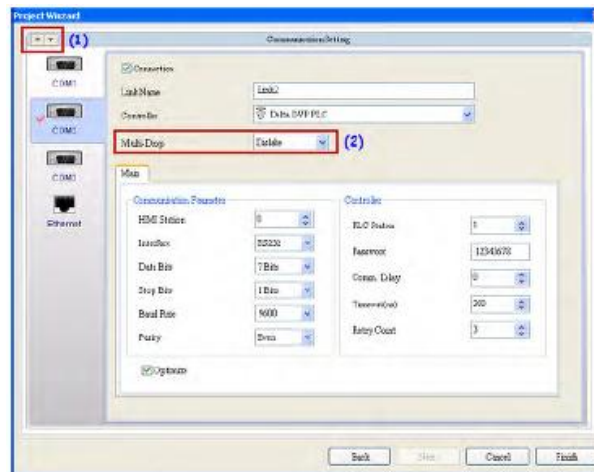 Project Wizzard
(1)
Communication Setting
COM1
COM2
COM3
Ethernet
Connection
Link Name
Link2
Controller
Delta DVP PLC
Multi-Drop
Disable
(2)
Main
Communication Parameter
HMI Station
0
Interface
RS232
Data Bits
7 Bits
Stop Bits
1 Bits
Baud Rate
9600
Parity
Even
Optimize
Controller
PLC Station
1
Password
12345678
Comm. Delay
0
Timeout(ms)
Retry Count
3
Back
Next
Cancel
Finish